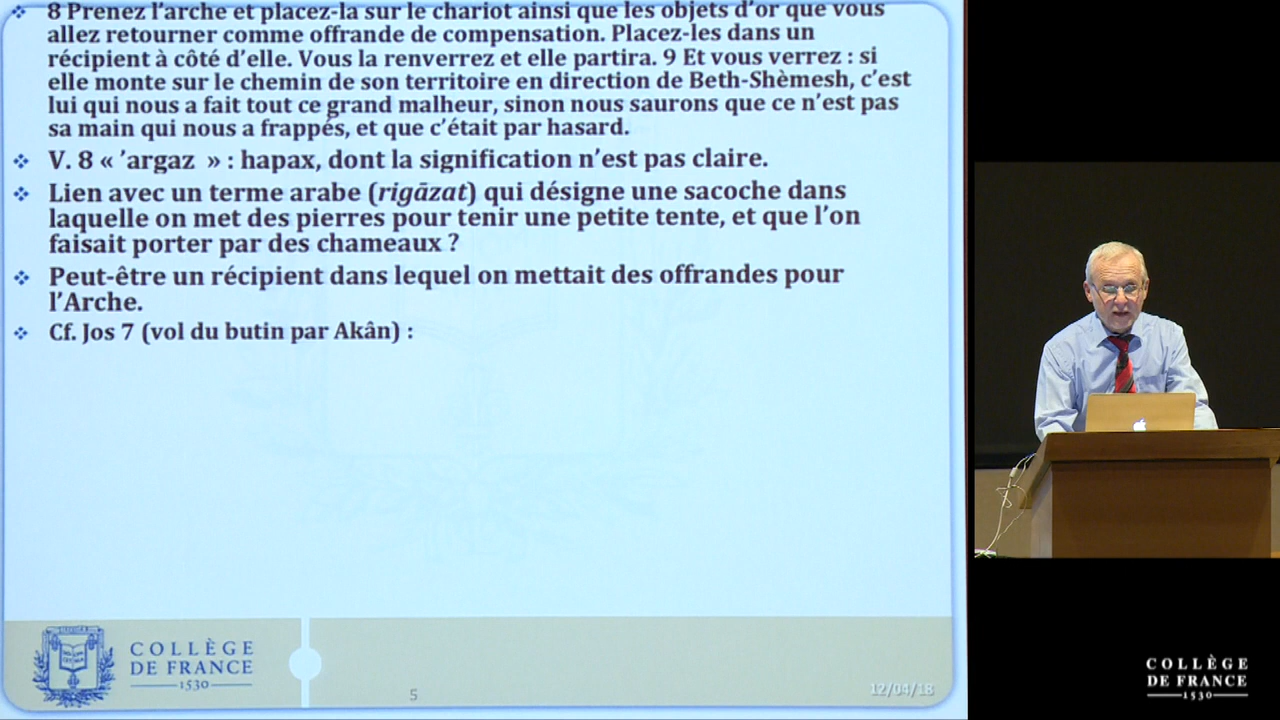 8 Prenez l'arche et placez-la sur le chariot ainsi que les objets d'or que vous
allez retourner comme offrande de compensation. Placez-les dans un
récipient à côté d'elle. Vous la renverrez et elle partira. 9 Et vous verrez : si
elle monte sur le chemin de son territoire en direction de Beth-Shèmesh, c'est
lui qui nous a fait tout ce grand malheur, sinon nous saurons que ce n'est pas
sa main qui nous a frappés, et que c'était par hasard.
V. 8 « 'argaz » : hapax, dont la signification n'est pas claire.
Lien avec un terme arabe (rigāzat) qui désigne une sacoche dans
laquelle on met des pierres pour tenir une petite tente, et que l'on
faisait porter par des chameaux ?
Peut-être un récipient dans lequel on mettait des offrandes pour
l'Arche.
Cf. Jos 7 (vol du butin par Akân) :
COLLÈGE
DE FRANCE
1530
5
12/04/18
COLLÈGE
DE FRANCE
1530